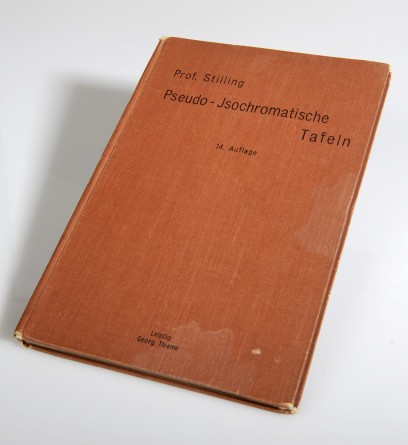 Prof. Stilling
Pseudo-Jsochromatische
Tafeln
14. Auflage
Leipzig
Georg Thieme